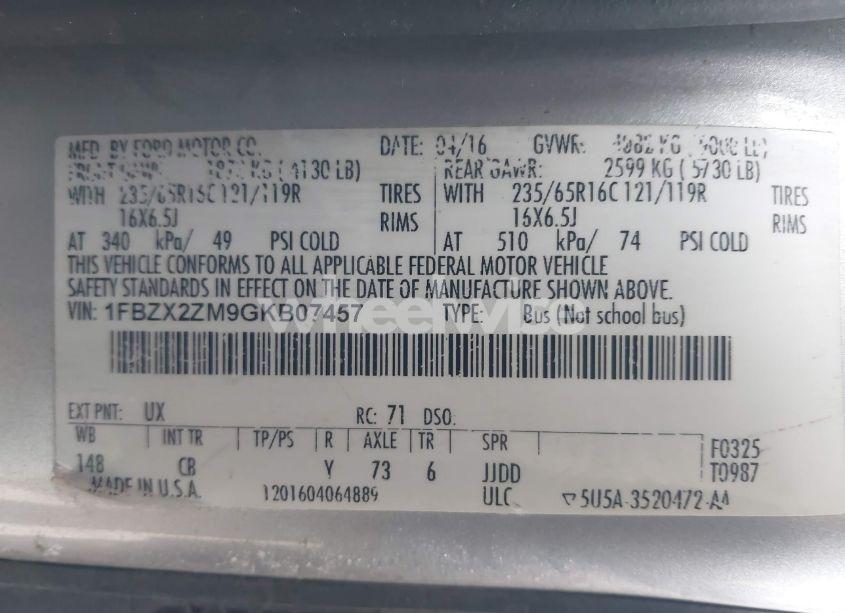 MFD. BY FORD MOTOR CO. DATE: 04/16 GVWR: LB)
KG ( 4130 LB) REAR GAWR: 2599 KG ( 5730 LB)
WITH 235/65R16C 121/119R TIRES WITH 235/65R16C 121/119R TIRES
16X6.5J RIMS 16X6.5J RIMS
AT 340 kPa/ 49 PSI COLD AT 510 kPa/ 74 PSI COLD
THIS VEHICLE CONFORMS TO ALL APPLICABLE FEDERAL MOTOR VEHICLE
SAFETY STANDARDS IN EFFECT ON THE DATE OF MANUFACTURE SHOWN ABOVE.
wheelwise
VIN: 1FBZX2ZM9GKB07457 TYPE: Bus (Not school bus)
EXT PNT: UX RC: 71 DSO:
WB INT TR TP/PS R AXLE TR SPR F0325
148 CB Y 73 6 JJDD T0987
MADE IN U.S.A. 1201604064889 ULC 5U5A-3520472-AA